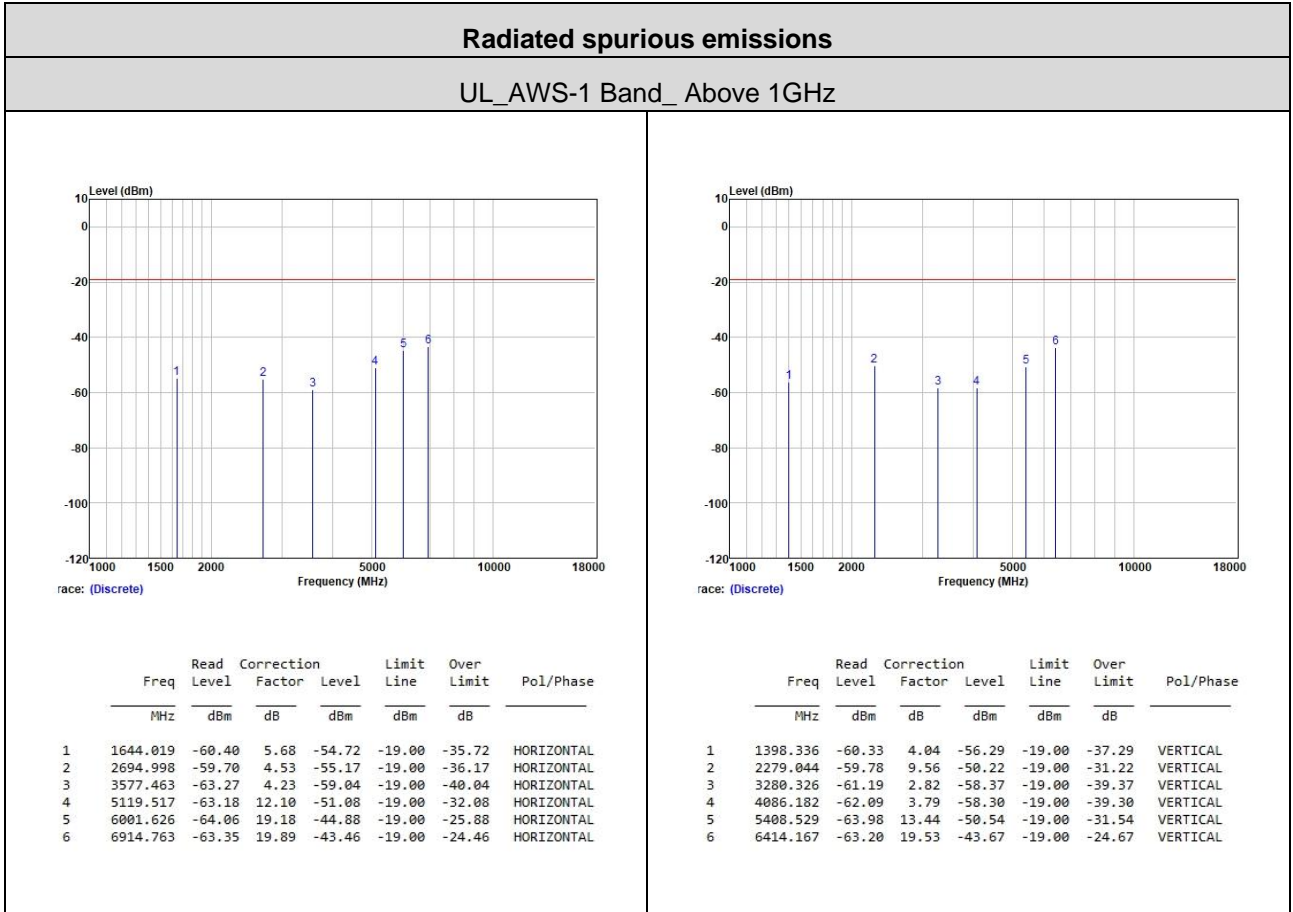 Radiated spurious emissions
UL_AWS-1 Band_ Above 1GHz
Level (dBm)
10
0
-20
-40
-60
-80
-100
-120
1 2 3 4 5 6
1000 1500 2000 5000 10000 18000
Frequency (MHz)
race: (Discrete)
Read Correction Limit Over
Freq Level Factor Level Line Limit Pol/Phase
MHz dBm dB dBm dBm dB
1 1644.019 -60.40 5.68 -54.72 -19.00 -35.72 HORIZONTAL
2 2694.998 -59.70 4.53 -55.17 -19.00 -36.17 HORIZONTAL
3 3577.463 -63.27 4.23 -59.04 -19.00 -40.04 HORIZONTAL
4 5119.517 -63.18 12.10 -51.08 -19.00 -32.08 HORIZONTAL
5 6001.626 -64.06 19.18 -44.88 -19.00 -25.88 HORIZONTAL
6 6914.763 -63.35 19.89 -43.46 -19.00 -24.46 HORIZONTAL
Level (dBm)
10
0
-20
-40
-60
-80
-100
-120
1 2 3 4 5 6
1000 1500 2000 5000 10000 18000
Frequency (MHz)
race: (Discrete)
Read Correction Limit Over
Freq Level Factor Level Line Limit Pol/Phase
MHz dBm dB dBm dBm dB
1 1398.336 -60.33 4.04 -56.29 -19.00 -37.29 VERTICAL
2 2279.044 -59.78 9.56 -50.22 -19.00 -31.22 VERTICAL
3 3280.326 -61.19 2.82 -58.37 -19.00 -39.37 VERTICAL
4 4086.182 -62.09 3.79 -58.30 -19.00 -39.30 VERTICAL
5 5408.529 -63.98 13.44 -50.54 -19.00 -31.54 VERTICAL
6 6414.167 -63.20 19.53 -43.67 -19.00 -24.67 VERTICAL